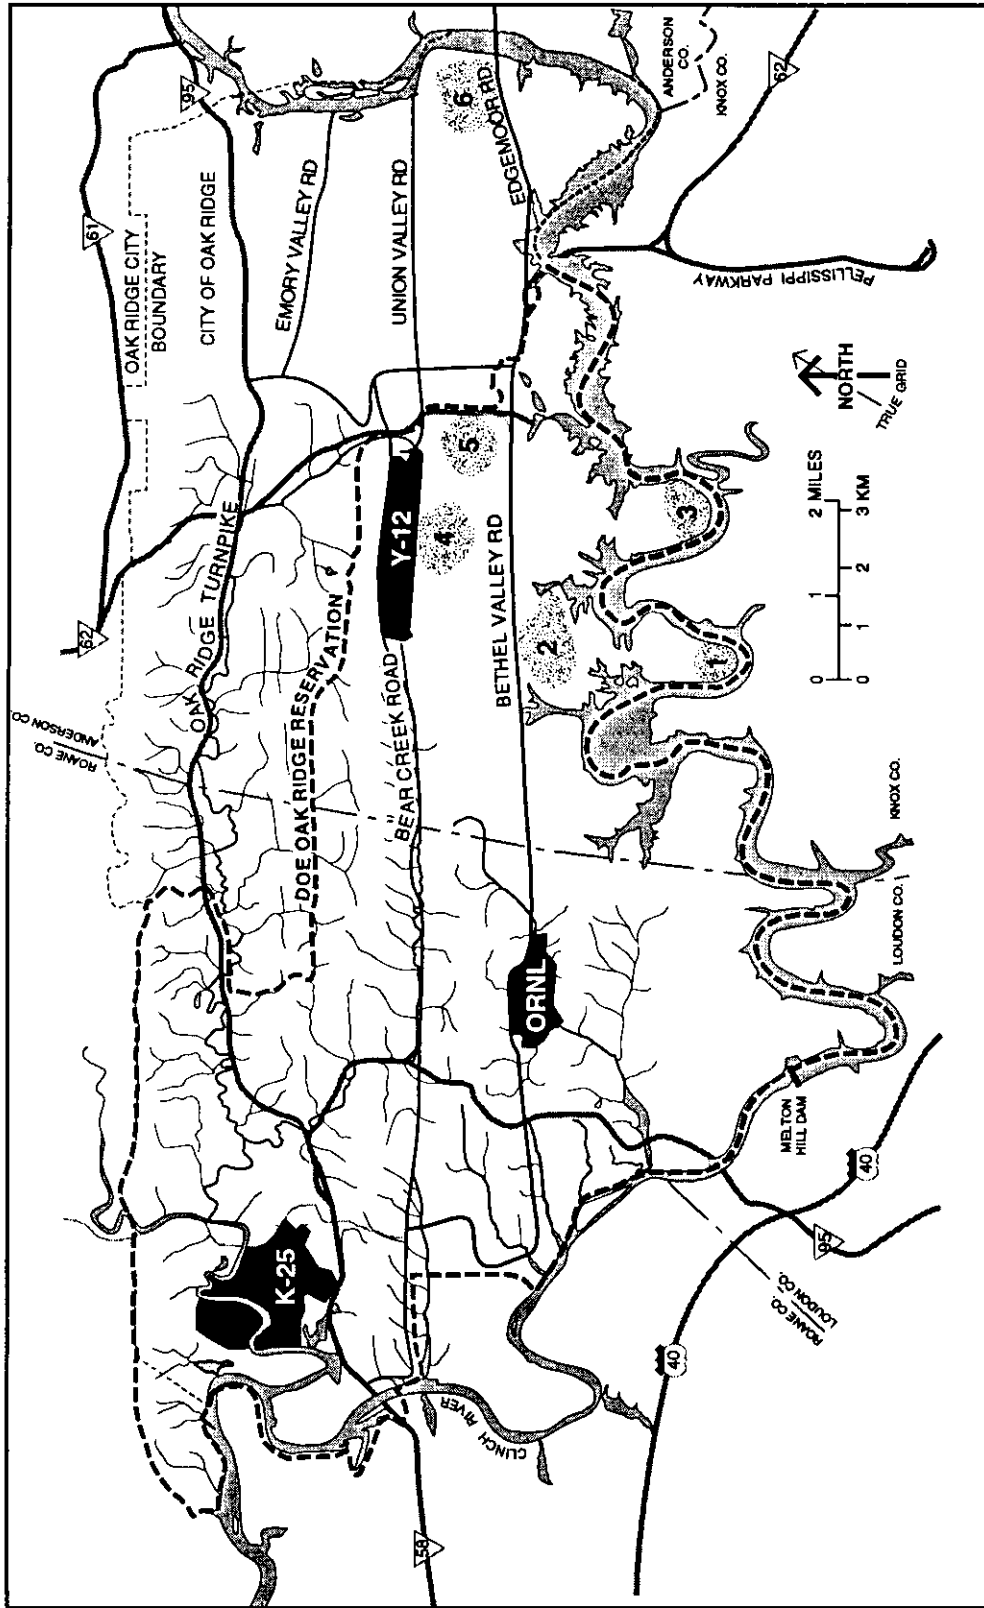 61
95
62
OAK RIDGE CITY
BOUNDARY
CITY OF OAK RIDGE
OAK RIDGE TURNPIKE
EMORY VALLEY RD
ROANE CO.
ANDERSON CO.
DOE OAK RIDGE RESERVATION
K-25
Y-12
UNION VALLEY RD
BEAR CREEK ROAD
58
4
5
6
EDGEMOOR RD
BETHEL VALLEY RD
ORNL
CLINCH RIVER
2
1
3
ANDERSON
CO.
KNOX CO.
62
PELLISSIPPI PARKWAY
MELTON
HILL DAM
ROANE CO.
LOUDON CO.
40
95
40
LOUDON CO.
KNOX CO.
0 1 2 MILES
0 1 2 3 KM
NORTH
TRUE GRID